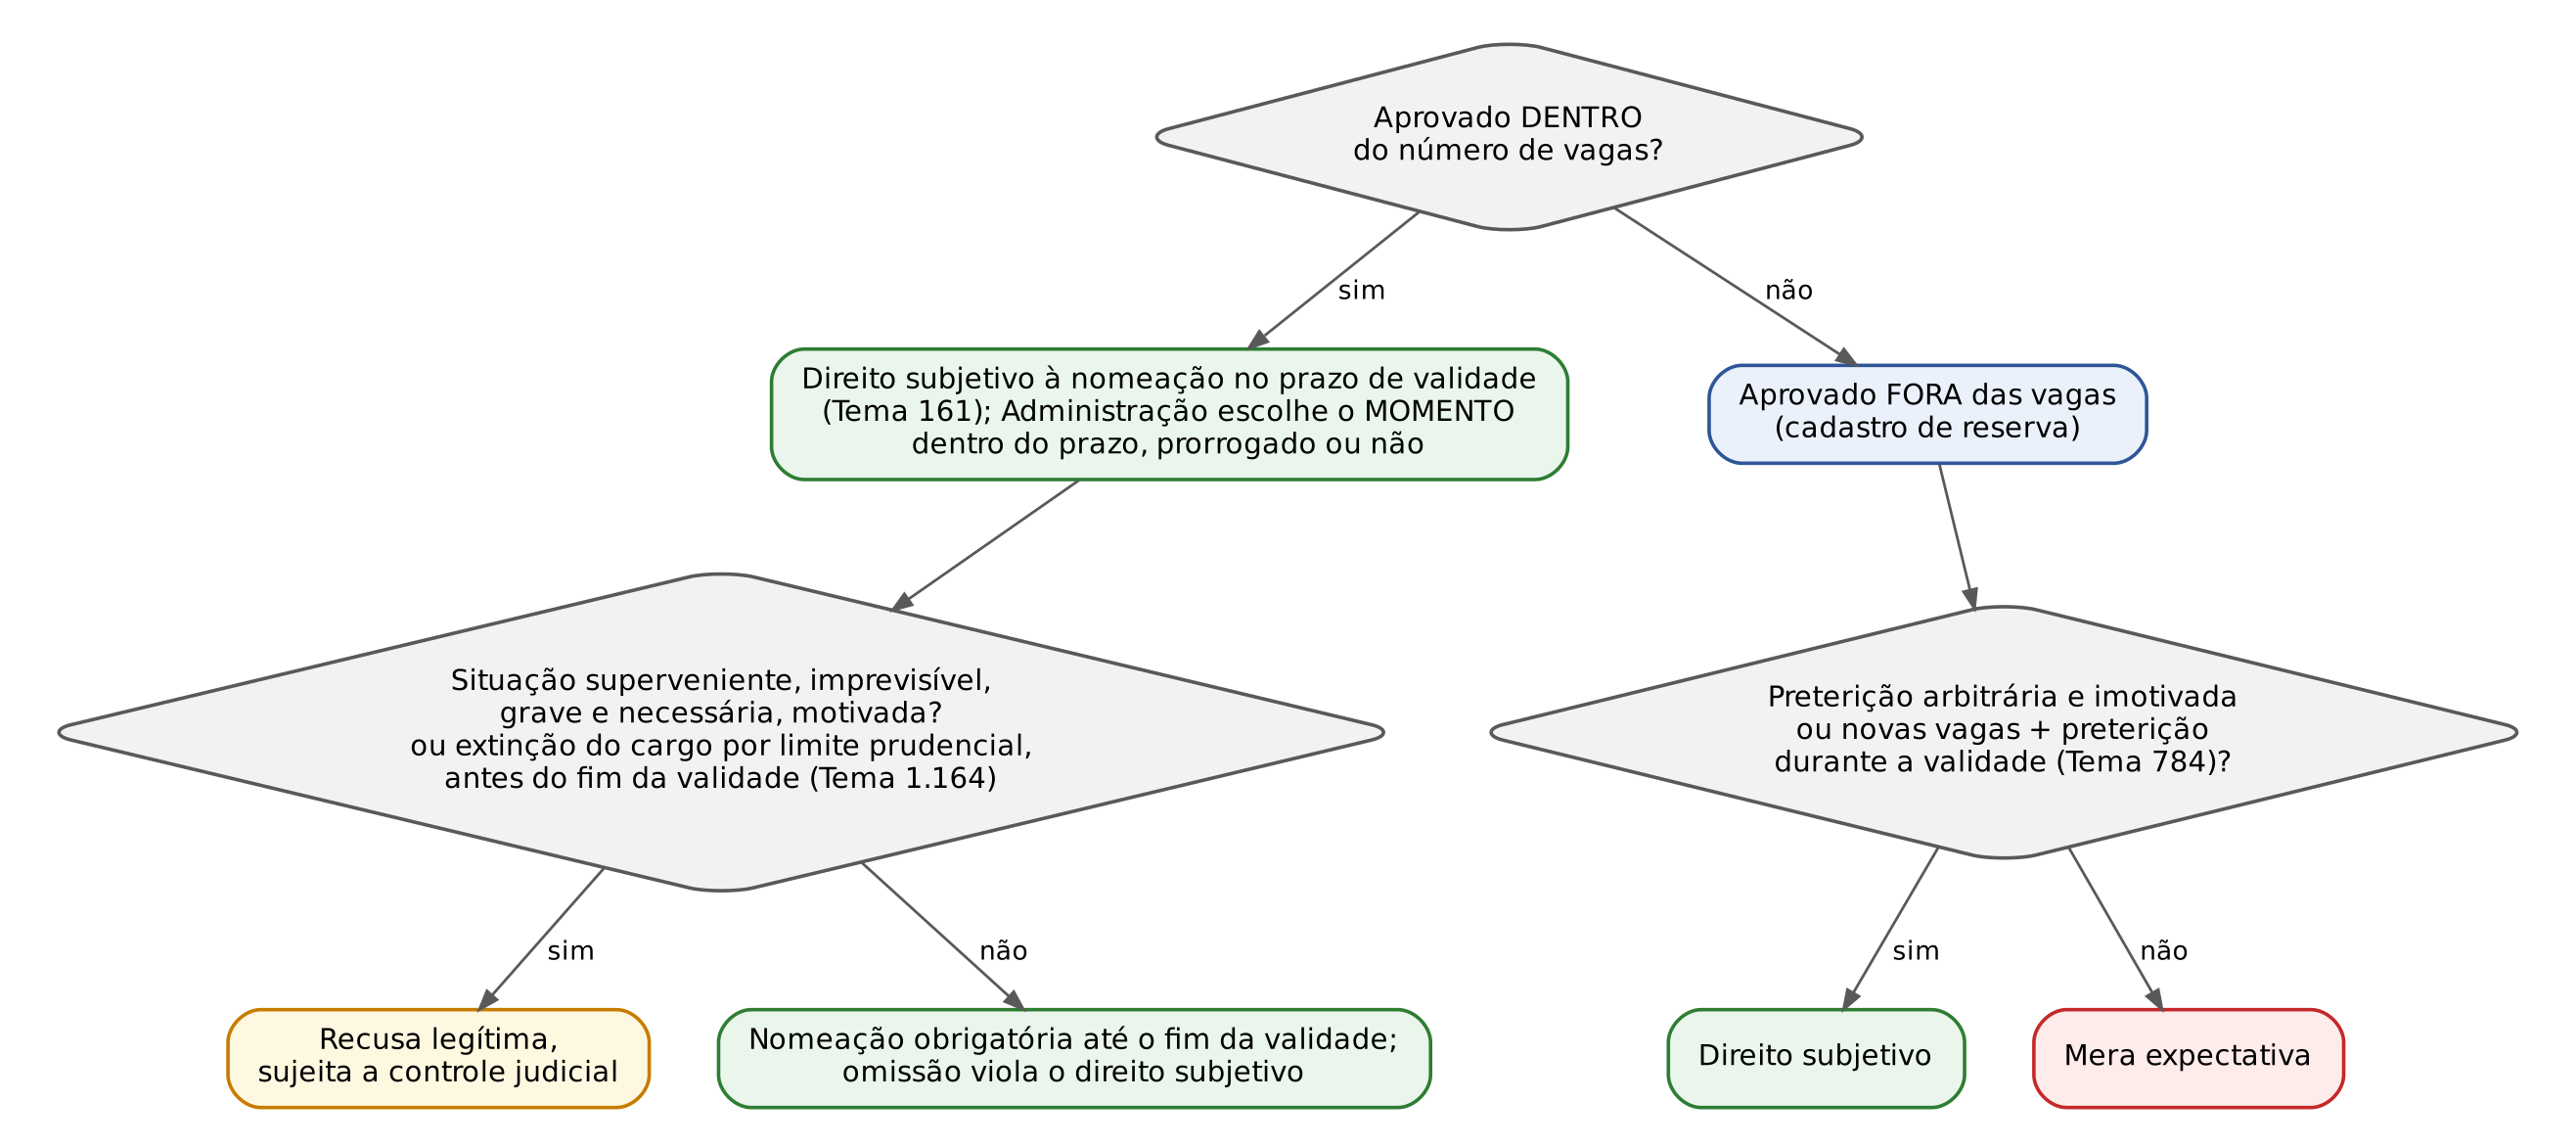 Aprovado DENTRO
do número de vagas?
sim
não
Direito subjetivo à nomeação no prazo de validade
(Tema 161); Administração escolhe o MOMENTO
dentro do prazo, prorrogado ou não
Aprovado FORA das vagas
(cadastro de reserva)
Situação superveniente, imprevisível,
grave e necessária, motivada?
ou extinção do cargo por limite prudencial,
antes do fim da validade (Tema 1.164)
Preterição arbitrária e imotivada
ou novas vagas + preterição
durante a validade (Tema 784)?
sim
não
sim
não
Recusa legítima,
sujeita a controle judicial
Nomeação obrigatória até o fim da validade;
omissão viola o direito subjetivo
Direito subjetivo
Mera expectativa